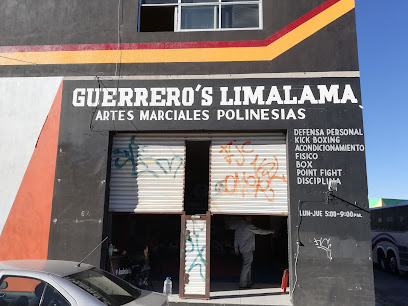 GUERRERO'S LIMALAMA
ARTES MARCIALES POLINESIAS
DEFENSA PERSONAL
KICK BOXING
ACONDICIONAMIENTO
FISICO
BOX
POINT FIGHT
DISCIPLINA
LUN-JUE 5:00-9:00 P.M.